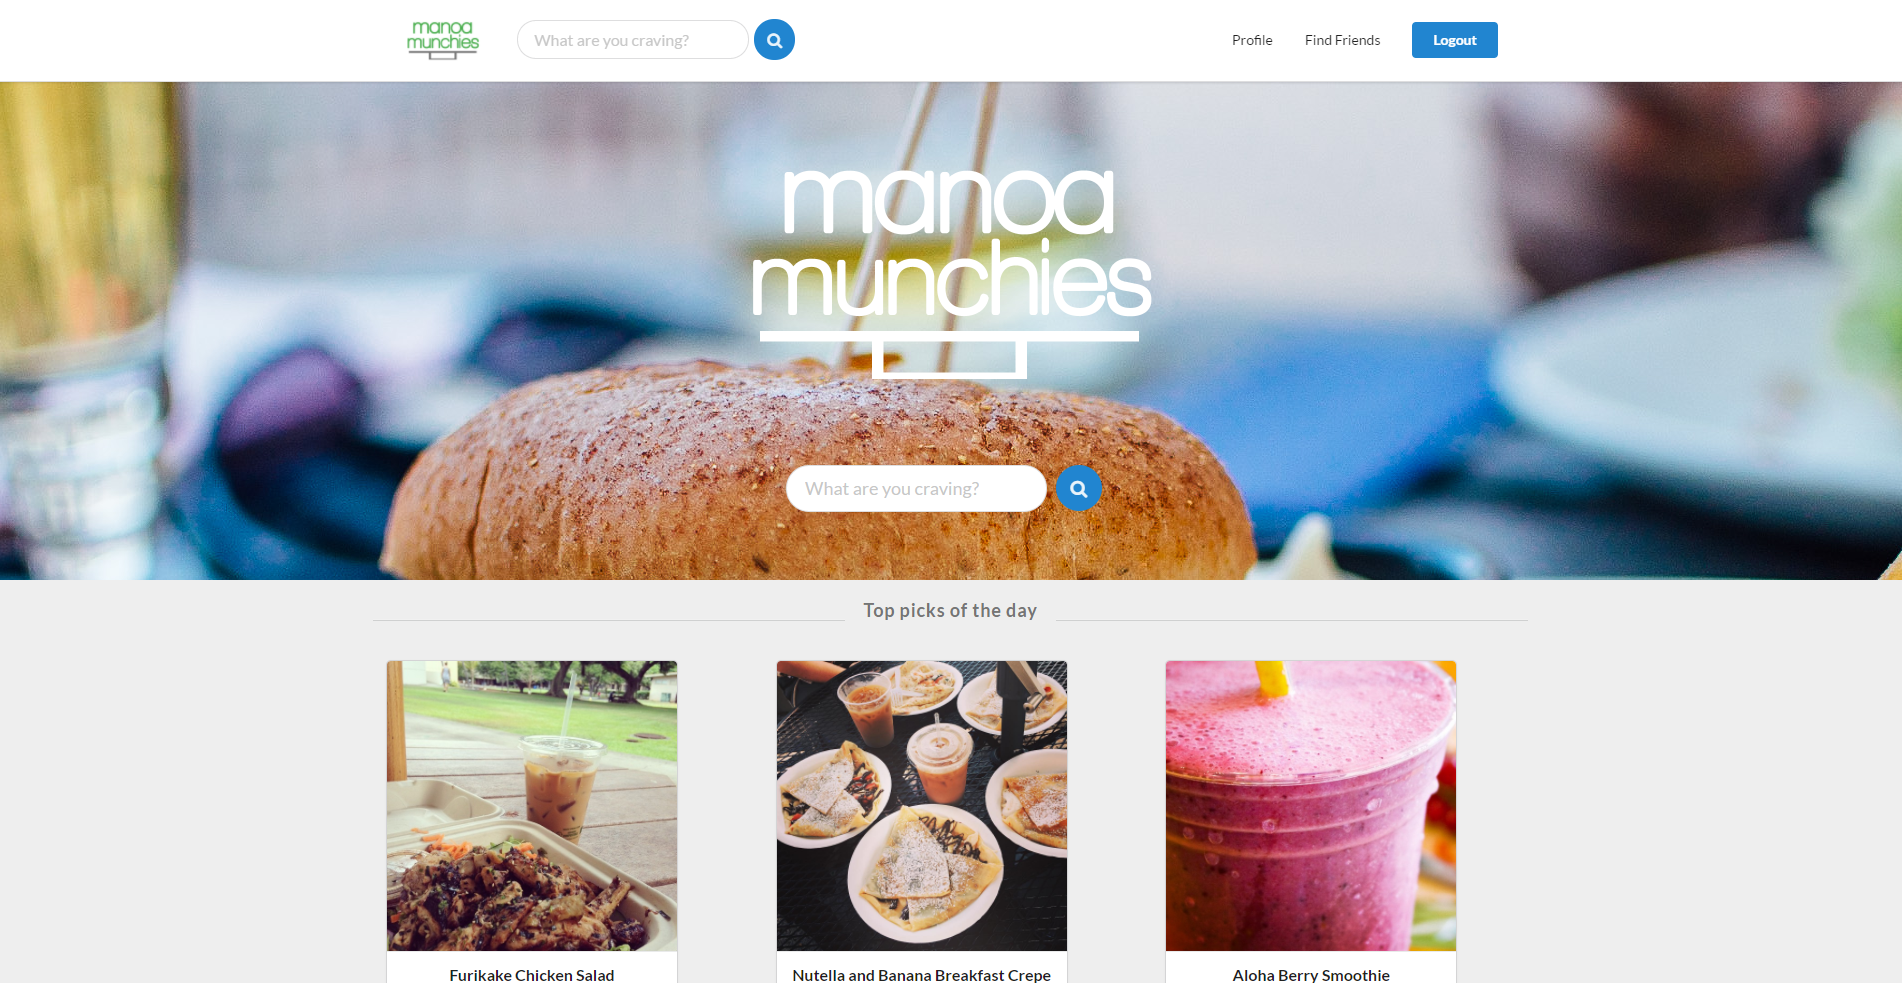 manoa
munchies
What are you craving?
Profile
Find Friends
Logout
manoa
munchies
What are you craving?
Top picks of the day
Furikake Chicken Salad
Nutella and Banana Breakfast Crepe
Aloha Berry Smoothie